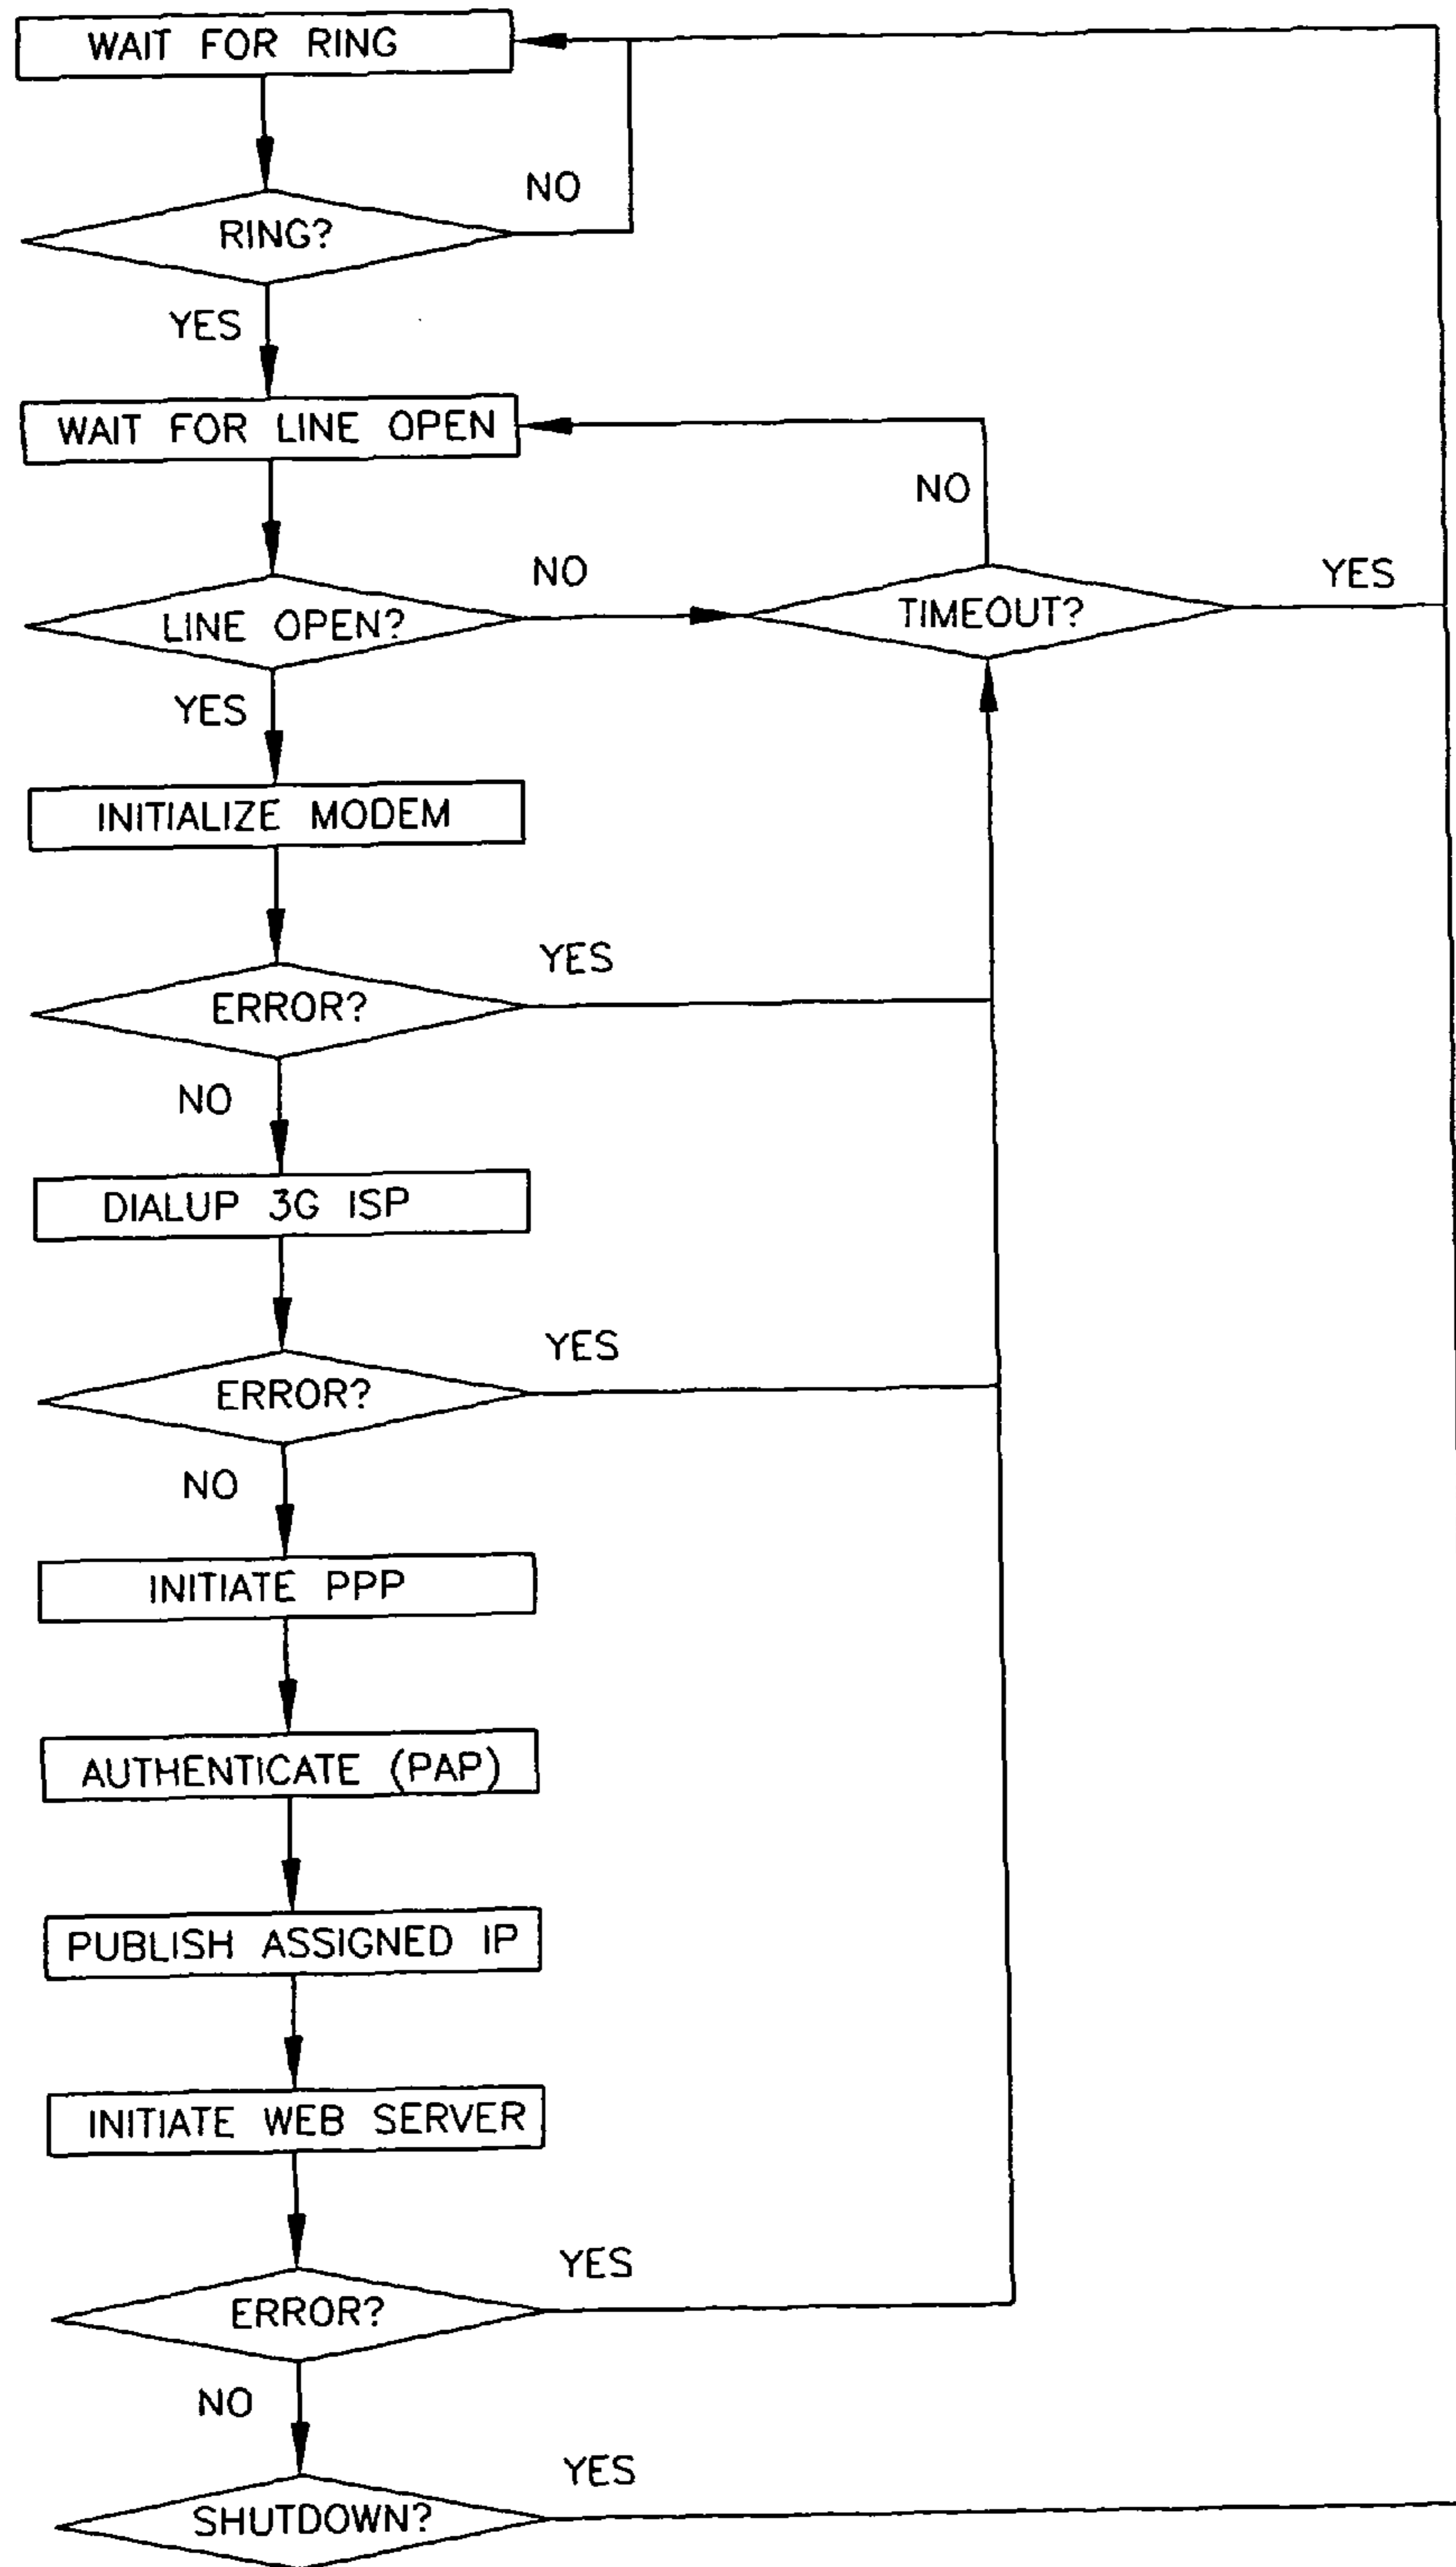 WAIT FOR RING
NO
RING?
YES
WAIT FOR LINE OPEN
NO
NO
YES
LINE OPEN?
TIMEOUT?
YES
INITIALIZE MODEM
YES
ERROR?
NO
DIALUP 3G ISP
YES
ERROR?
NO
INITIATE PPP
AUTHENTICATE (PAP)
PUBLISH ASSIGNED IP
INITIATE WEB SERVER
YES
ERROR?
NO
YES
SHUTDOWN?